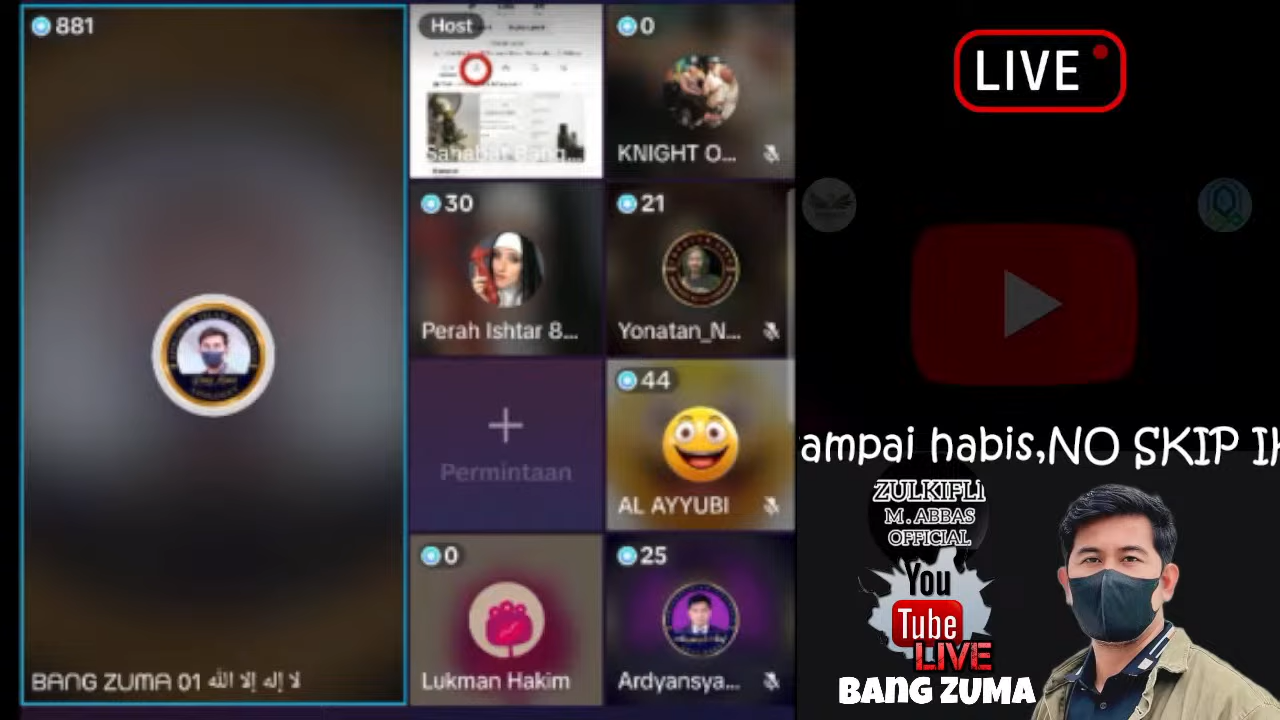 881
BANG ZUMA 01 لا إله إلا الله
Host
Sahabat Bang...
0
KNIGHT O...
30
Perah Ishtar 8...
21
Yonatan_N...
+
Permintaan
44
AL AYYUBI
0
Lukman Hakim
25
Ardyansya...
LIVE
ampai habis,NO SKIP
ZULKIFLI
M.ABBAS
OFFICIAL
You
Tube
LIVE
BANG ZUMA